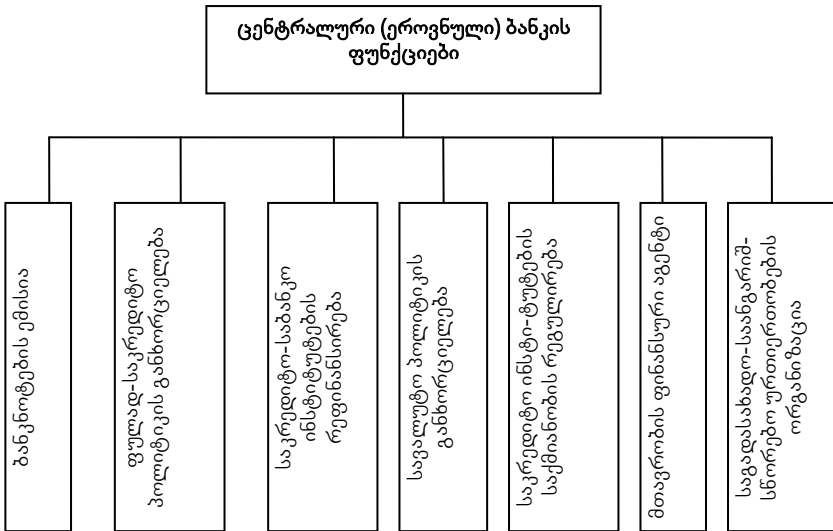 ცენტრალური (ეროვნული) ბანკის
ფუნქციები
ბანკნოტების ემისია
ფულად-საკრედიტო
პოლიტიკის განხორციელება
საკრედიტო-საბანკო
ინსტიტუტების
რეფინანსირება
სავალუტო პოლიტიკის
განხორციელება
საკრედიტო ინსტი-ტუტების
საქმიანობის რეგულირება
მთავრობის ფინანსური აგენტი
საგადასახადო-საანგარიშ-
სწორებო ურთიერთობების
ორგანიზაცია